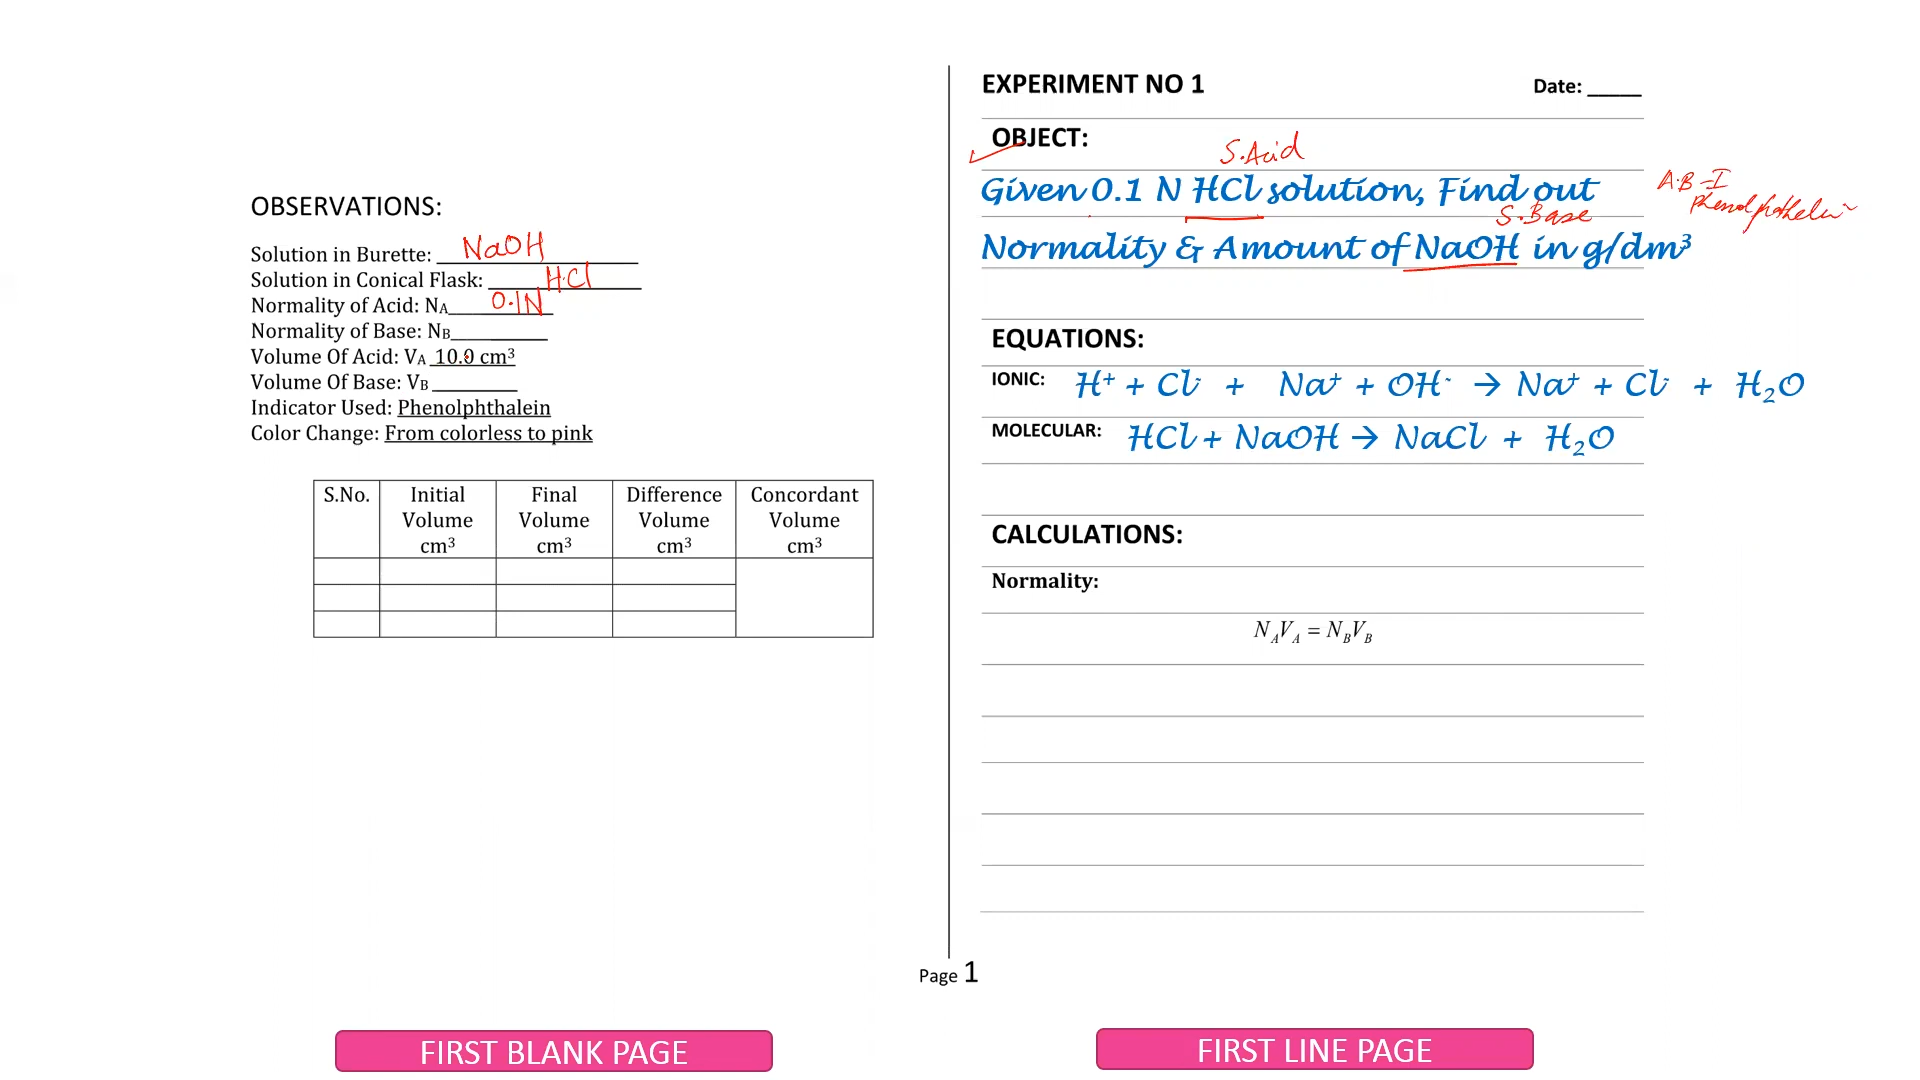 OBSERVATIONS:
Solution in Burette: NaOH
Solution in Conical Flask: HCl
Normality of Acid: NA 0.1N
Normality of Base: NB______
Volume Of Acid: VA 10.0 cm³
Volume Of Base: VB ______
Indicator Used: Phenolphthalein
Color Change: From colorless to pink
S.No. Initial Volume cm³ Final Volume cm³ Difference Volume cm³ Concordant Volume cm³
FIRST BLANK PAGE
EXPERIMENT NO 1 Date: _____
OBJECT:
S.Acid
Given 0.1 N HCl solution, Find out
A.B-I
S.Base
Normality & Amount of NaOH in g/dm³
EQUATIONS:
IONIC: H⁺ + Cl⁻ + Na⁺ + OH⁻ → Na⁺ + Cl⁻ + H₂O
MOLECULAR: HCl + NaOH → NaCl + H₂O
CALCULATIONS:
Normality:
NAVA = NBVB
Page 1
FIRST LINE PAGE